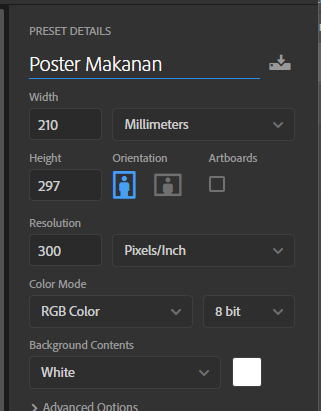 PRESET DETAILS
Poster Makanan
Width
210 Millimeters
Height Orientation Artboards
297
Resolution
300 Pixels/Inch
Color Mode
RGB Color 8 bit
Background Contents
White
Advanced Options